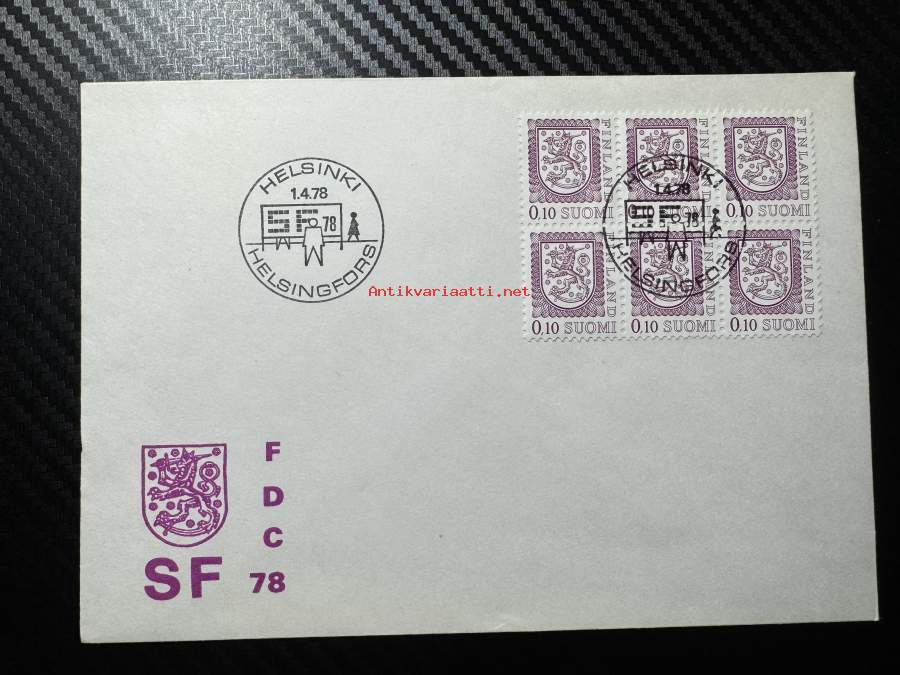 HELSINKI
1.4.78
SF 78
HELSINGFORS
FINLAND FINLAND FINLAND
0.10 SUOMI 0.10 SUOMI 0.10 SUOMI
FINLAND FINLAND FINLAND
0.10 SUOMI 0.10 SUOMI 0.10 SUOMI
HELSINKI
1.4.78
SF 78
HELSINGFORS
Antikvariaatti.net
F
D
C
SF 78